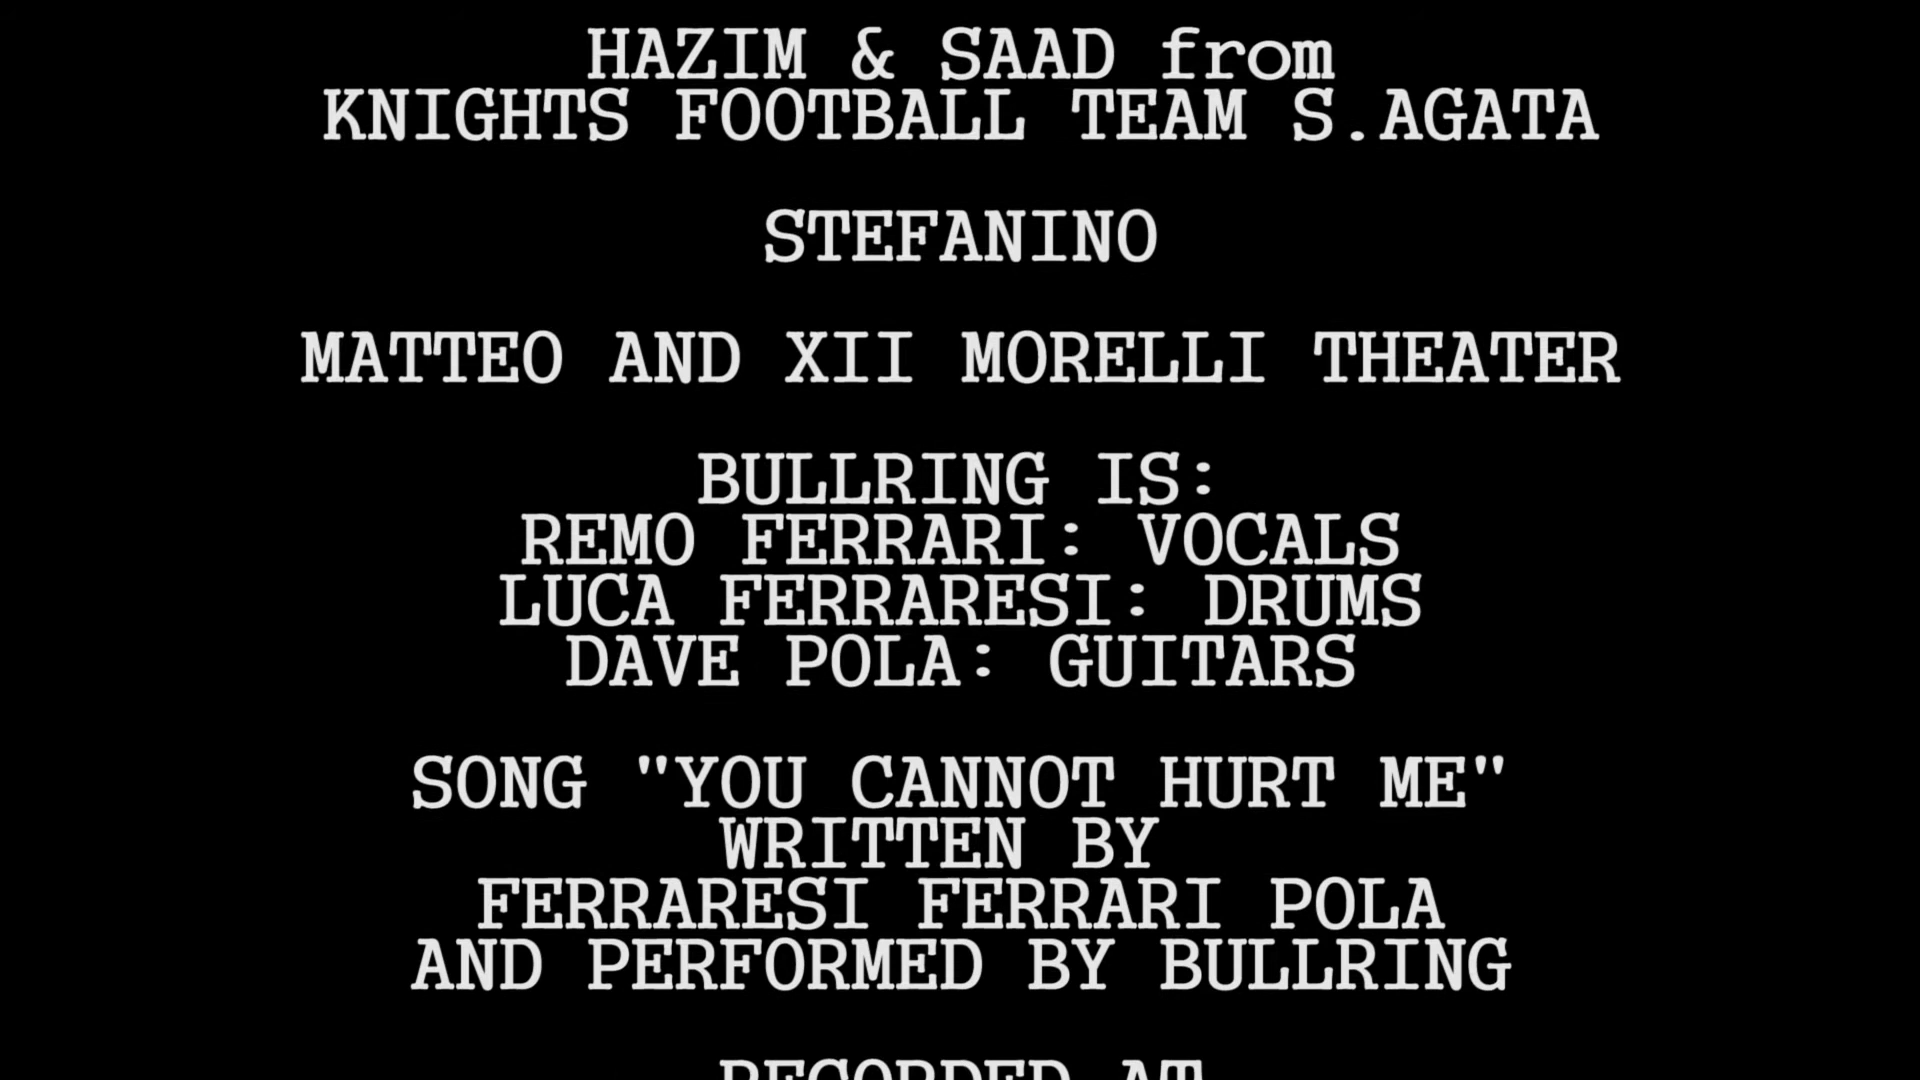 HAZIM & SAAD from
KNIGHTS FOOTBALL TEAM S.AGATA
STEFANINO
MATTEO AND XII MORELLI THEATER
BULLRING IS:
REMO FERRARI: VOCALS
LUCA FERRARESI: DRUMS
DAVE POLA: GUITARS
SONG "YOU CANNOT HURT ME"
WRITTEN BY
FERRARESI FERRARI POLA
AND PERFORMED BY BULLRING
RECORDED AT